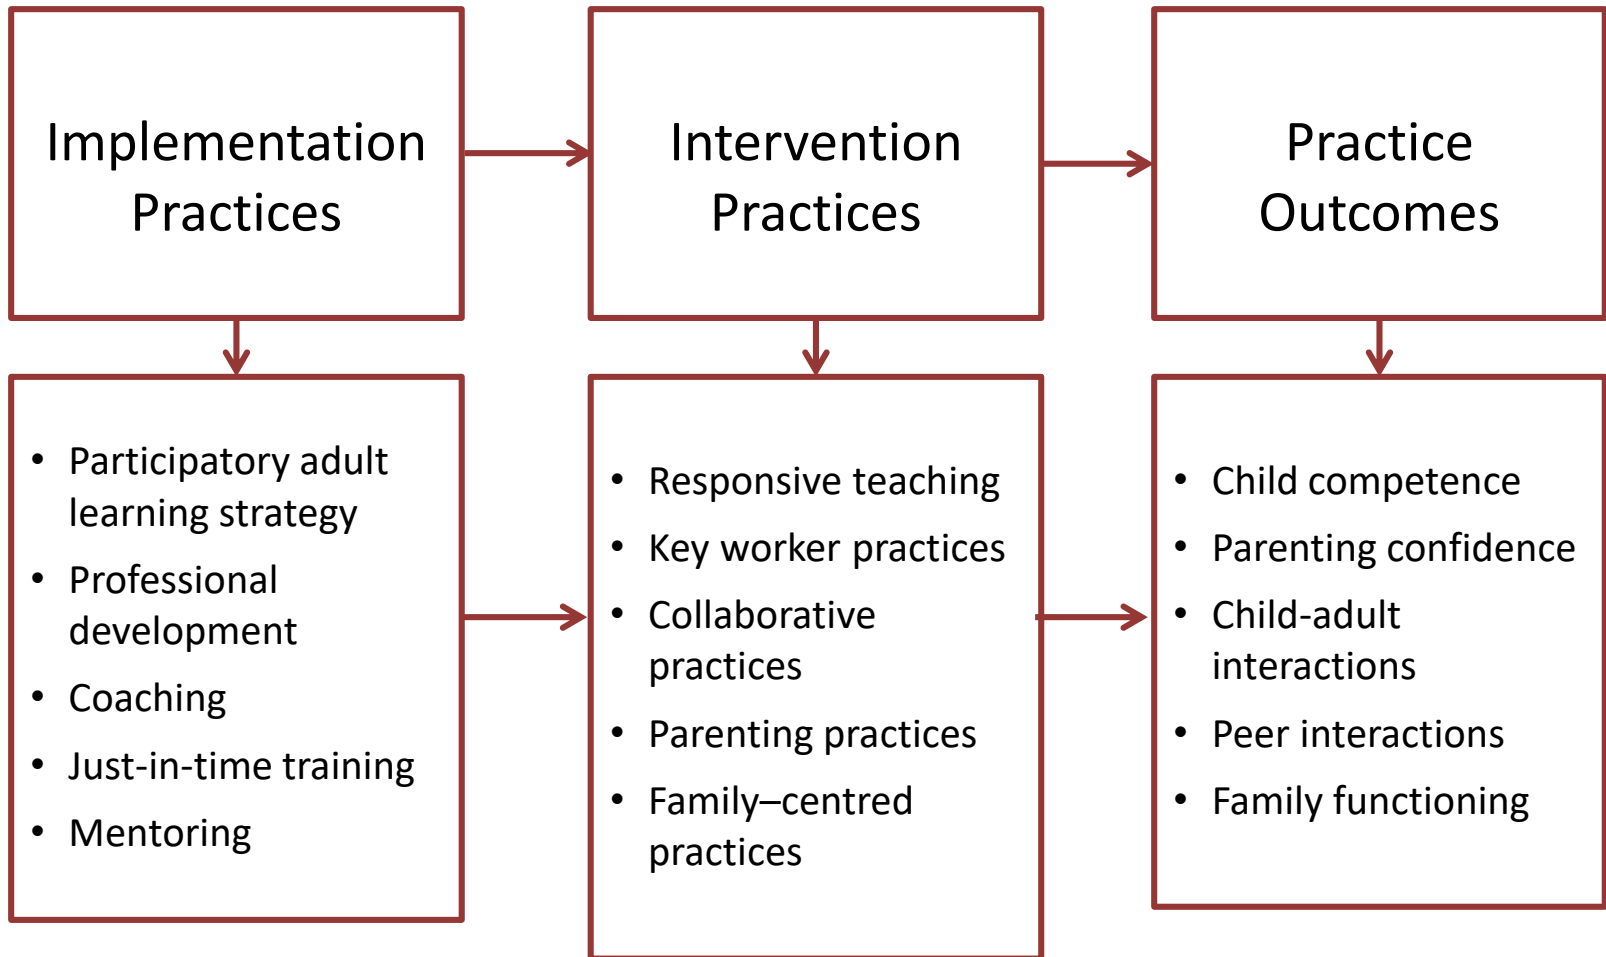 Implementation
Practices
Intervention
Practices
Practice
Outcomes
• Participatory adult
learning strategy
• Professional
development
• Coaching
• Just-in-time training
• Mentoring
• Responsive teaching
• Key worker practices
• Collaborative
practices
• Parenting practices
• Family–centred
practices
• Child competence
• Parenting confidence
• Child-adult
interactions
• Peer interactions
• Family functioning